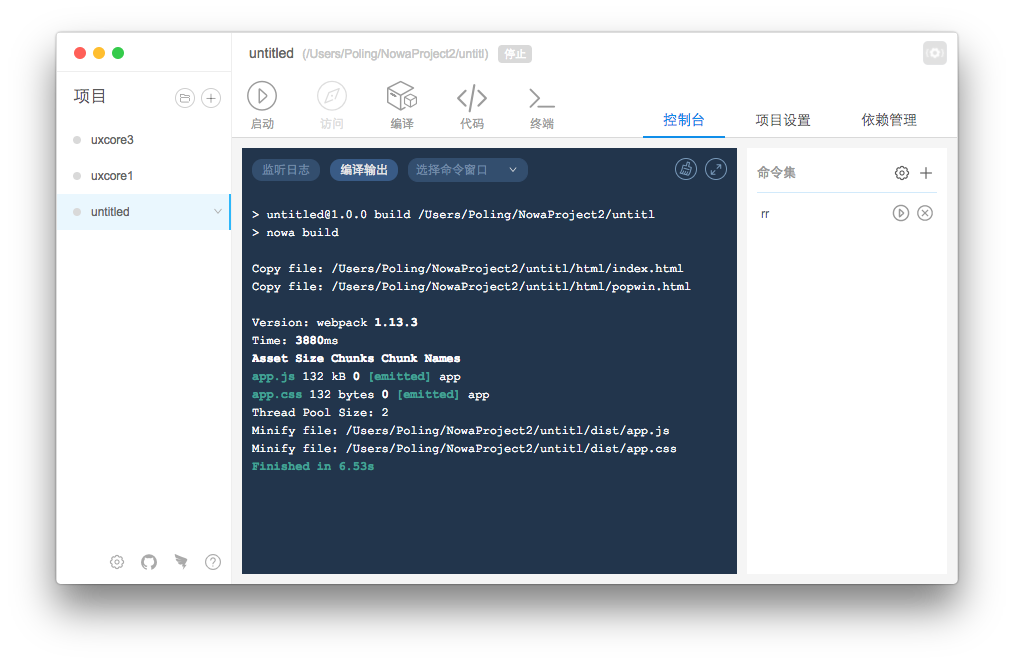 untitled (/Users/Poling/NowaProject2/untitl) 停止
项目
uxcore3
uxcore1
untitled
启动 访问 编译 代码 终端
控制台 项目设置 依赖管理
监听日志 编译输出 选择命令窗口
> untitled@1.0.0 build /Users/Poling/NowaProject2/untitl
> nowa build
Copy file: /Users/Poling/NowaProject2/untitl/html/index.html
Copy file: /Users/Poling/NowaProject2/untitl/html/popwin.html
Version: webpack 1.13.3
Time: 3880ms
Asset Size Chunks Chunk Names
app.js 132 kB 0 [emitted] app
app.css 132 bytes 0 [emitted] app
Thread Pool Size: 2
Minify file: /Users/Poling/NowaProject2/untitl/dist/app.js
Minify file: /Users/Poling/NowaProject2/untitl/dist/app.css
Finished in 6.53s
命令集
rr